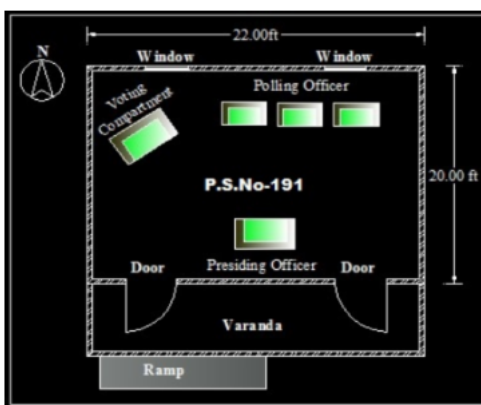 22.00ft
N
Window
Window
Voting
Compartment
Polling Officer
P.S.No-191
20.00 ft
Door
Presiding Officer
Door
Varanda
Ramp